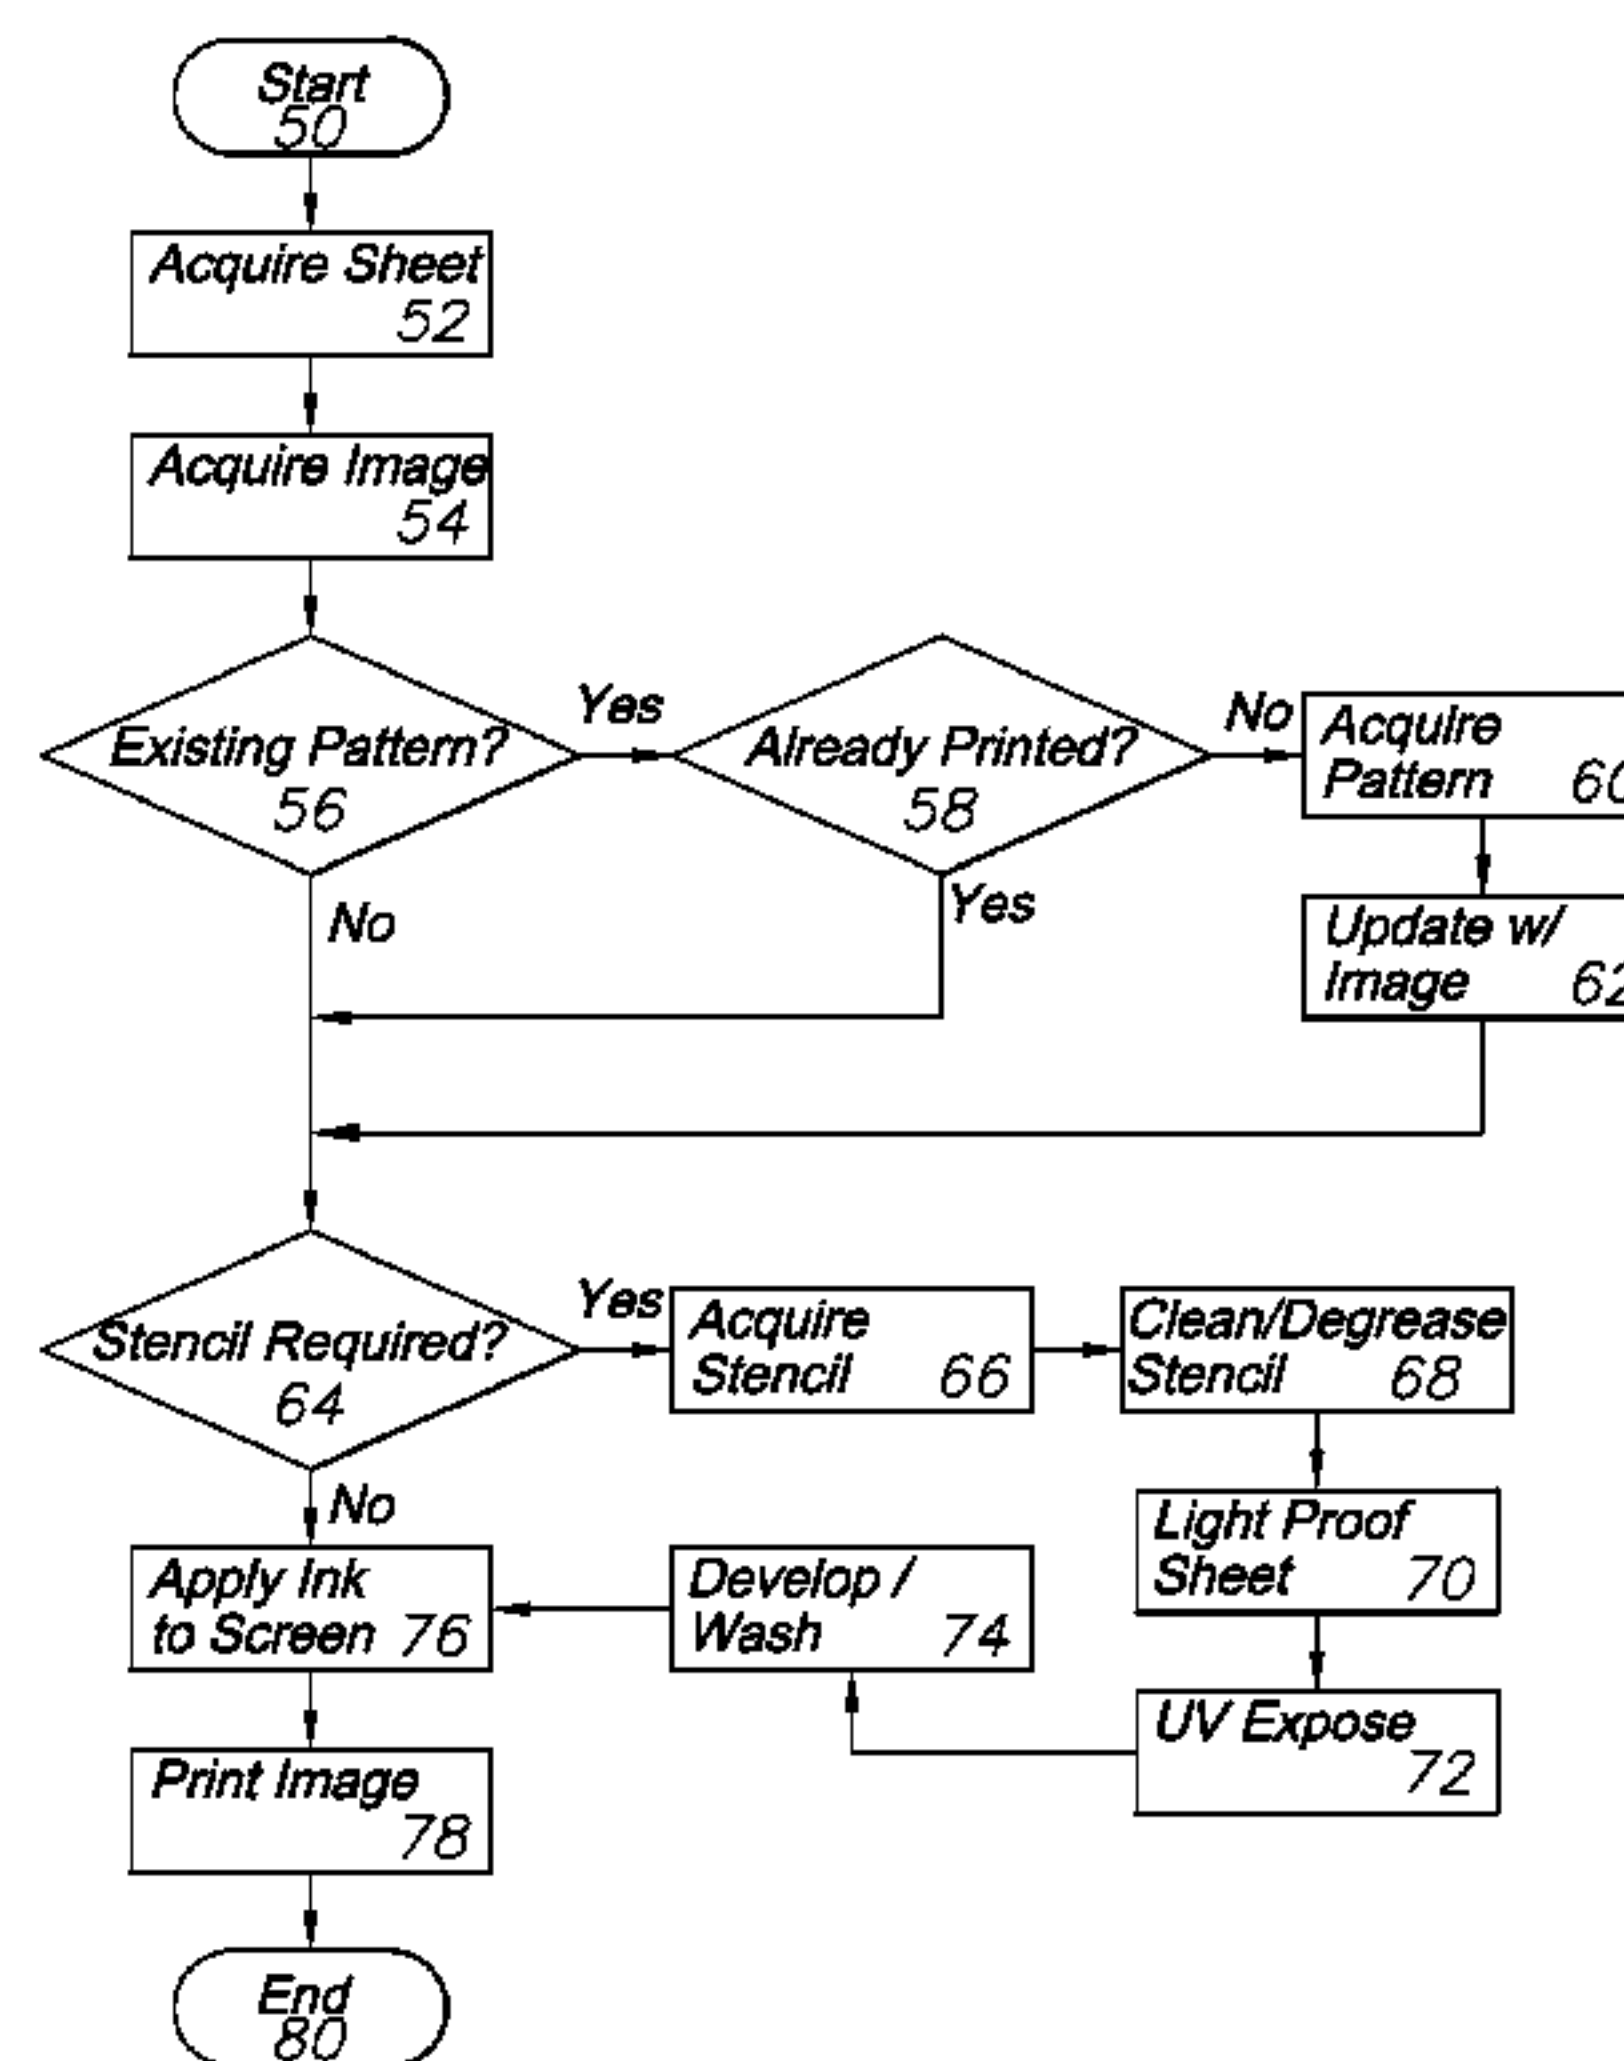 Start
50
Acquire Sheet
52
Acquire Image
54
Existing Pattern?
56
Yes
No
Already Printed?
58
No
Yes
Acquire
Pattern 60
Update w/
Image 62
Stencil Required?
64
Yes
No
Acquire
Stencil 66
Clean/Degrease
Stencil 68
Light Proof
Sheet 70
UV Expose
72
Develop /
Wash 74
Apply Ink
to Screen 76
Print Image
78
End
80